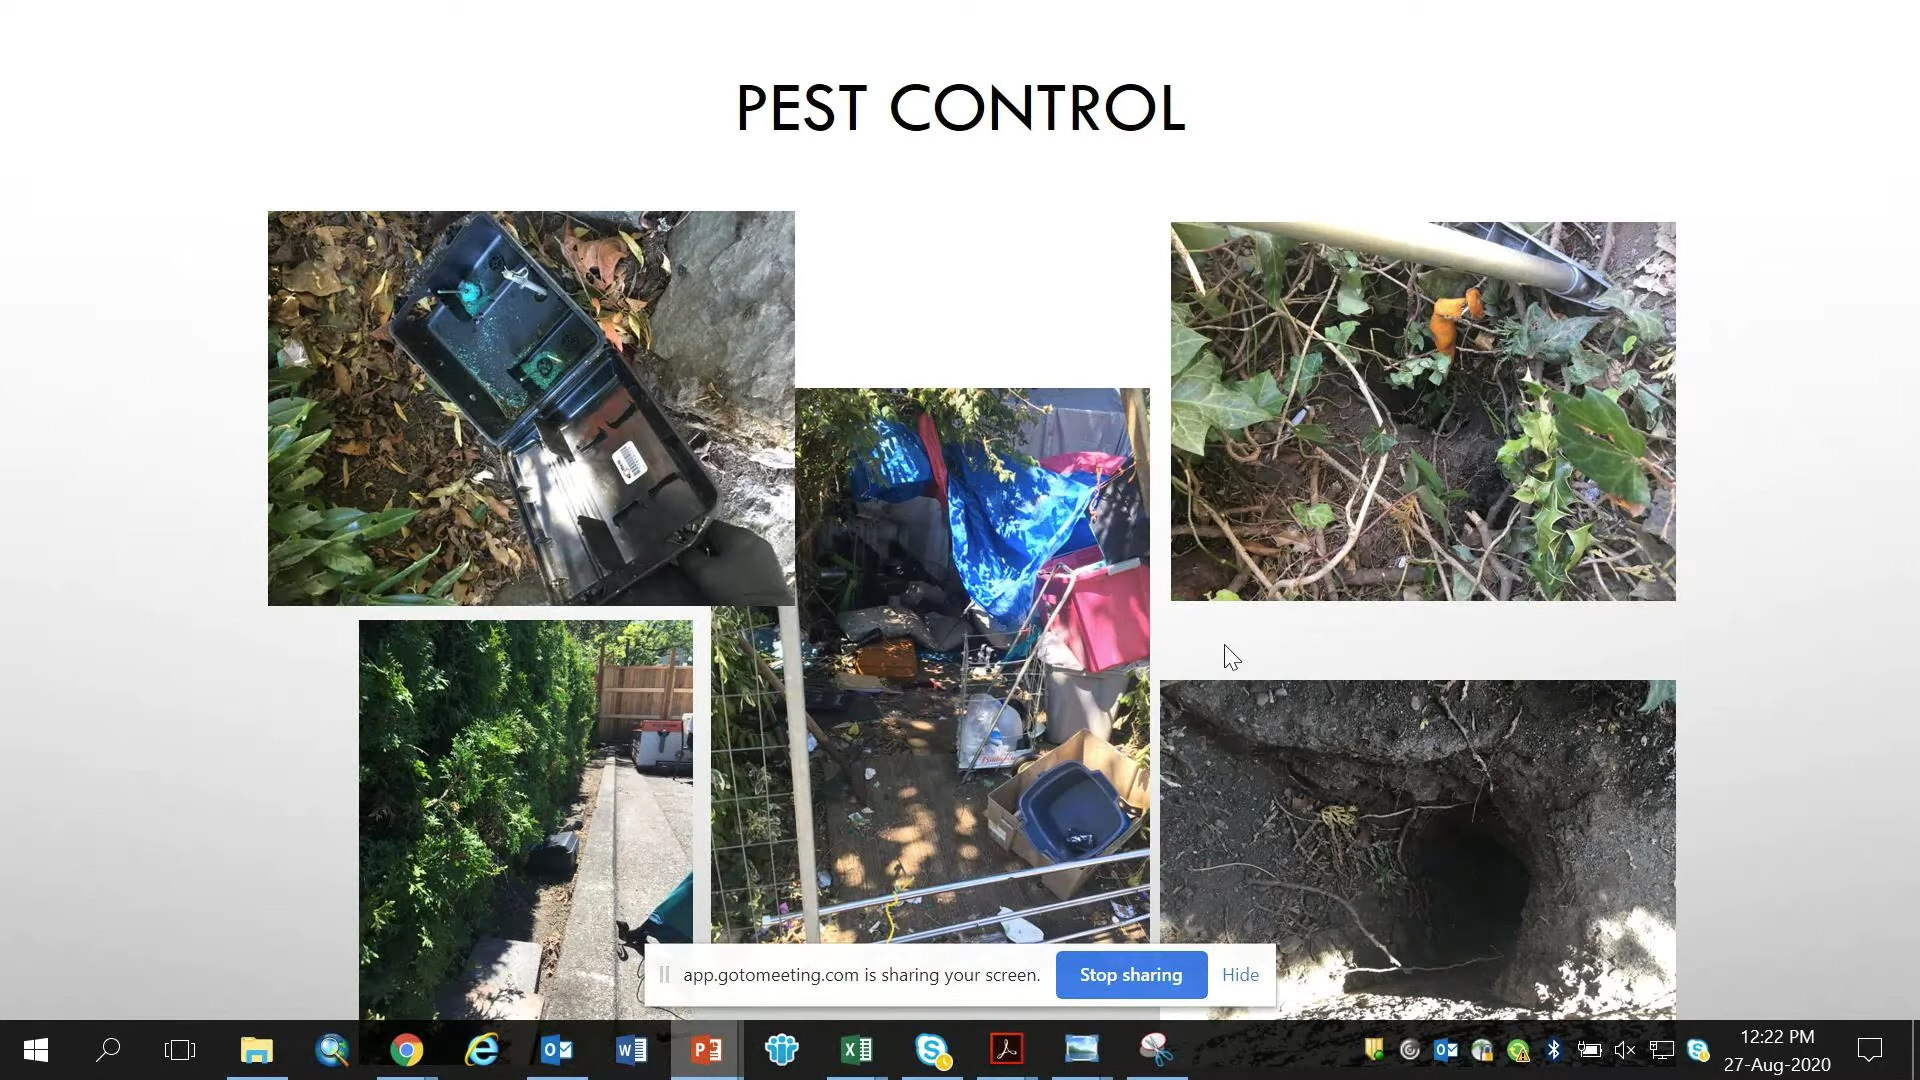 PEST CONTROL
app.gotomeeting.com is sharing your screen.
Stop sharing
Hide
12:22 PM
27-Aug-2020